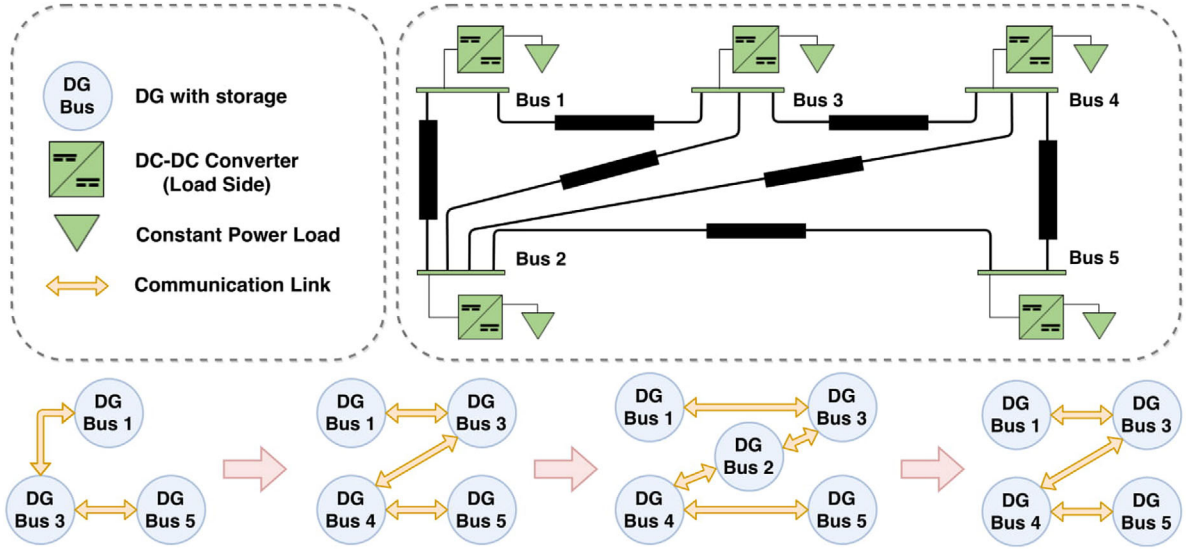 DG
Bus
DG with storage
DC-DC Converter
(Load Side)
Constant Power Load
Communication Link
Bus 1
Bus 3
Bus 4
Bus 2
Bus 5
DG
Bus 1
DG
Bus 3
DG
Bus 5
DG
Bus 1
DG
Bus 3
DG
Bus 4
DG
Bus 5
DG
Bus 1
DG
Bus 3
DG
Bus 2
DG
Bus 4
DG
Bus 5
DG
Bus 1
DG
Bus 3
DG
Bus 4
DG
Bus 5